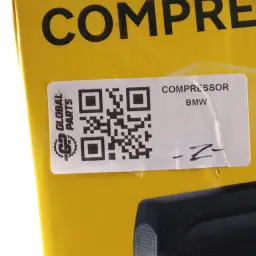 COMPRE
GLOBAL
PARTS
COMPRESSOR
BMW
-Z-